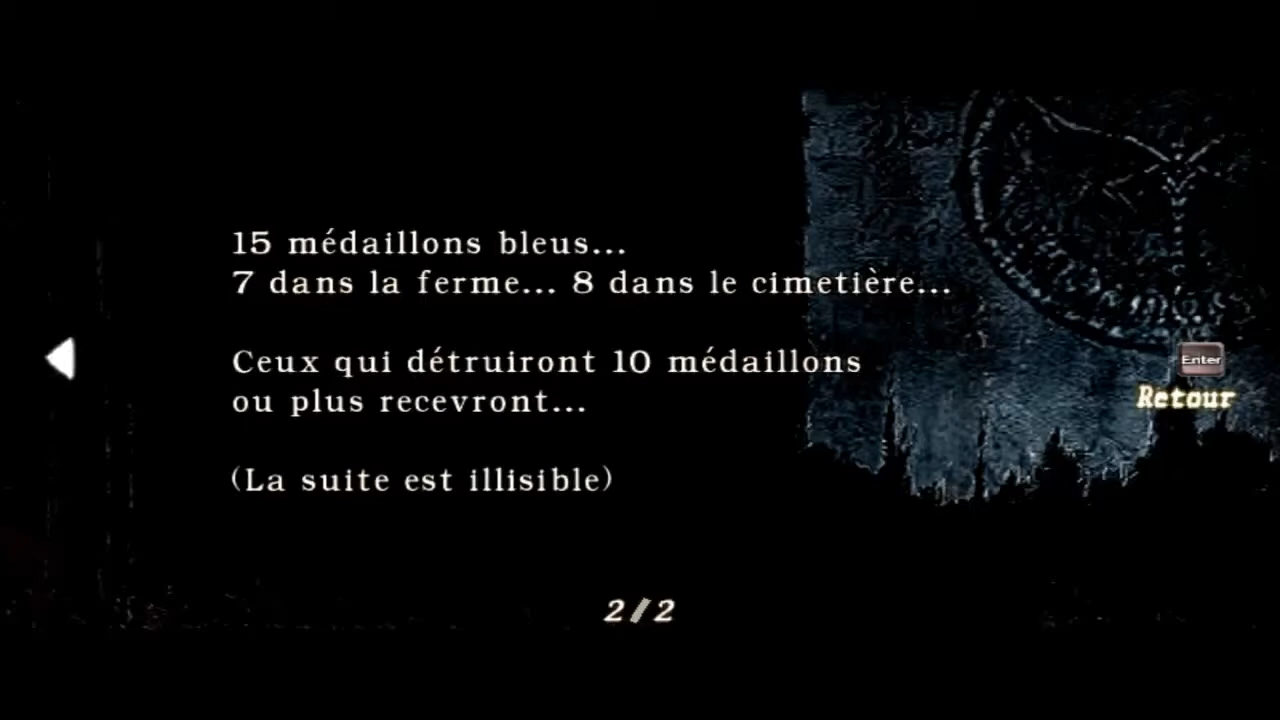 15 médaillons bleus...
7 dans la ferme... 8 dans le cimetière...
Ceux qui détruiront 10 médaillons
ou plus recevront...
(La suite est illisible)
Enter
Retour
2/2